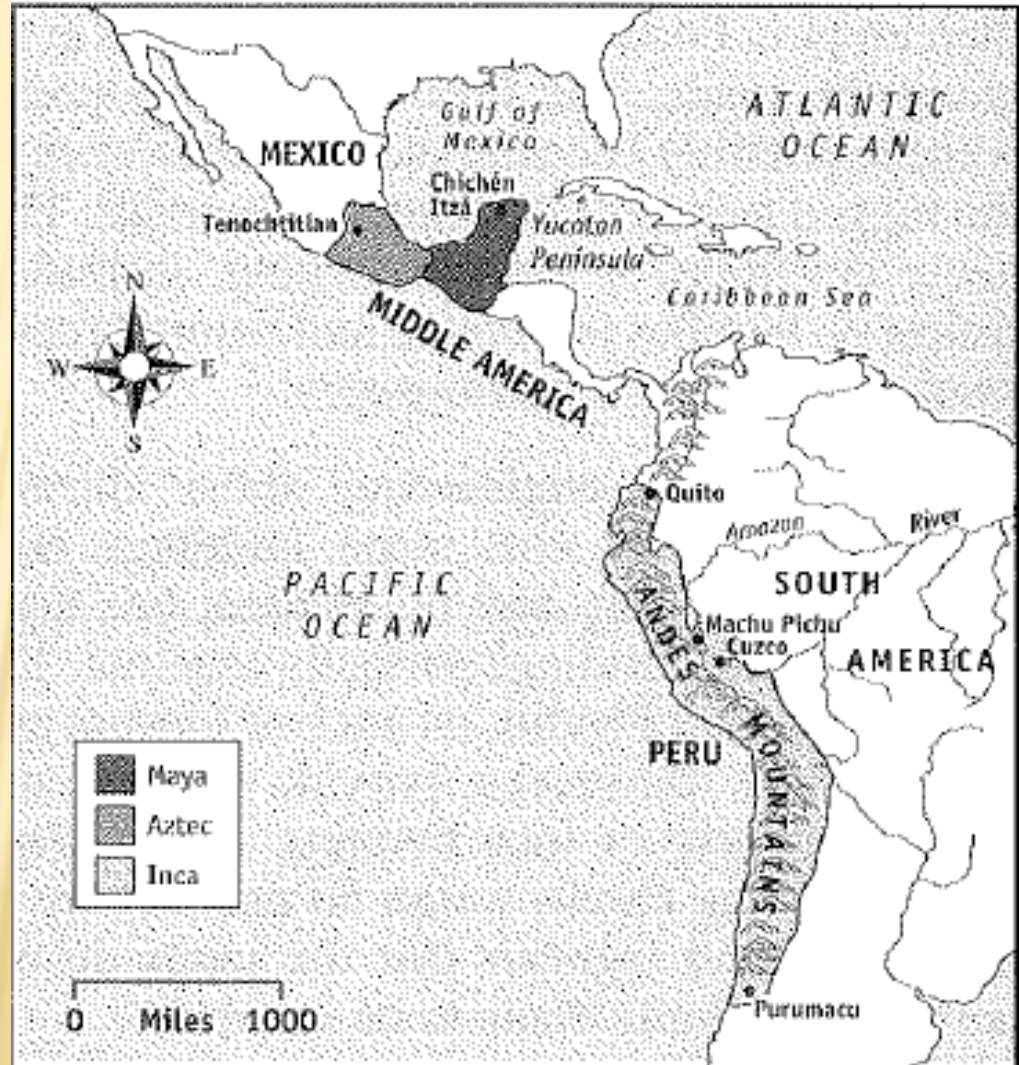 Gulf of
Mexico
ATLANTIC
OCEAN
MEXICO
Chichén
Itzá
Tenochtitlan
Yucatan
Peninsula
Caribbean Sea
MIDDLE AMERICA
N
W
E
S
Quito
Amazon
River
PACIFIC
OCEAN
SOUTH
AMERICA
Machu Pichu
Cuzco
ANDES
MOUNTAINS
PERU
Maya
Aztec
Inca
0 Miles 1000
Purumacu